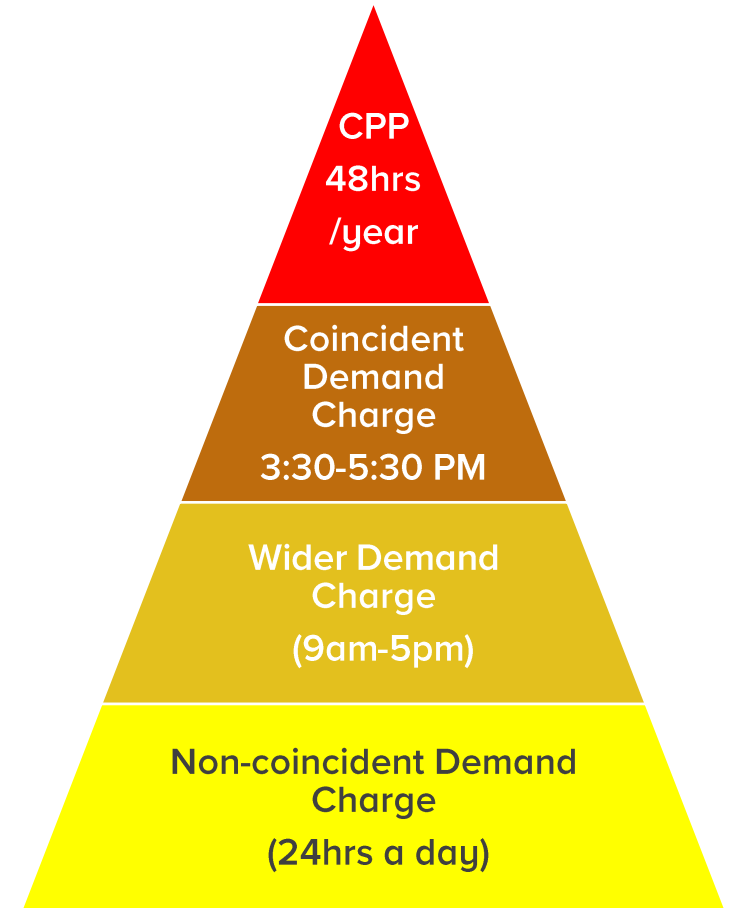 CPP
48hrs
/year
Coincident
Demand
Charge
3:30-5:30 PM
Wider Demand
Charge
(9am-5pm)
Non-coincident Demand
Charge
(24hrs a day)